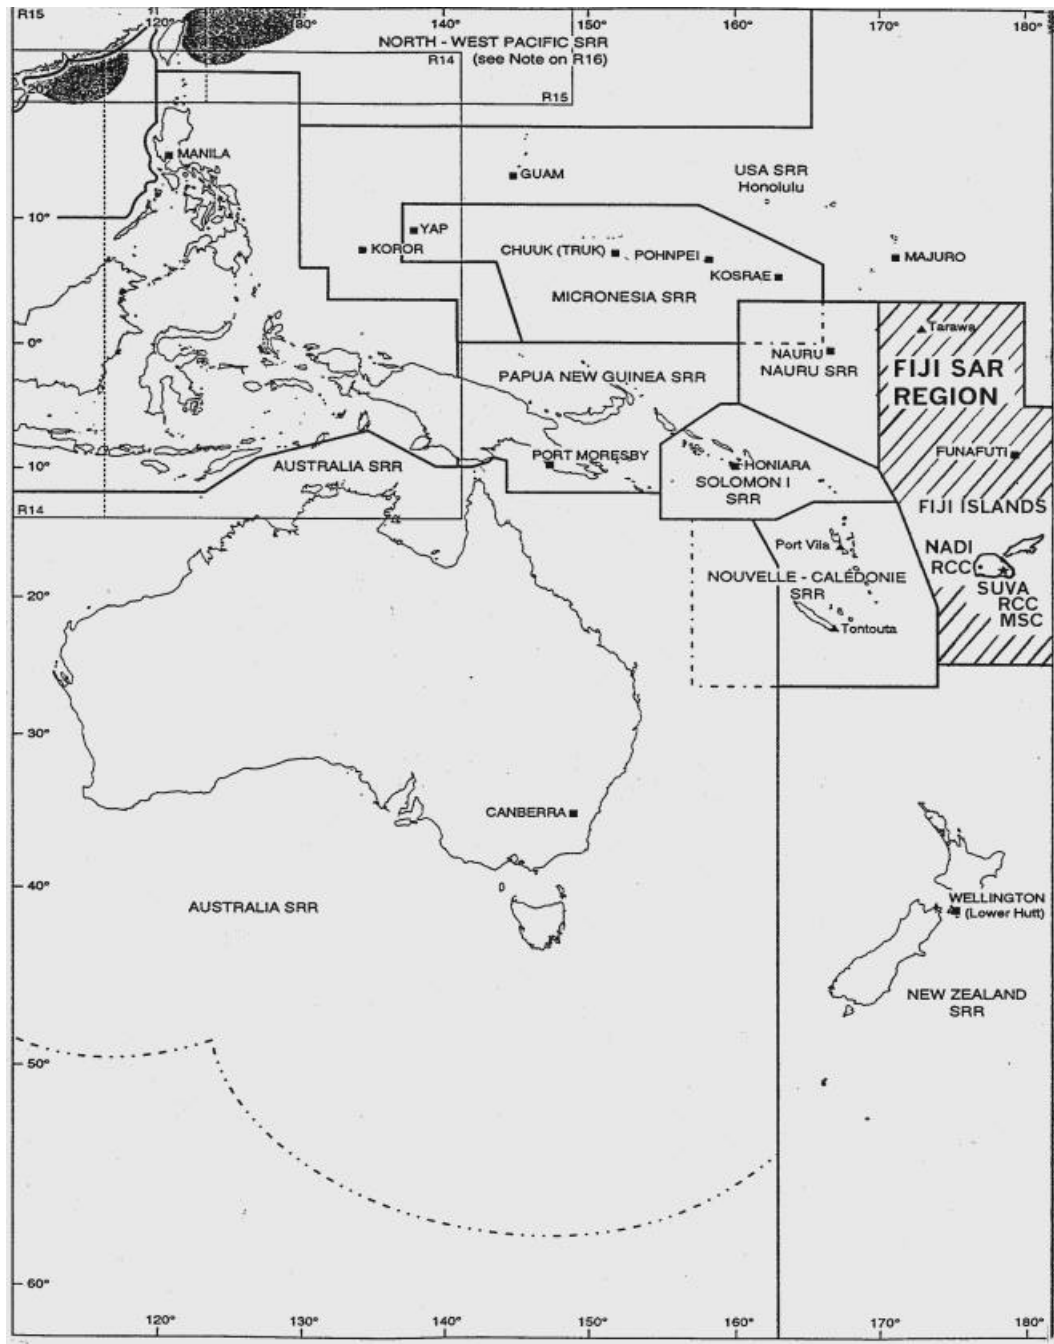 R15
120°
130°
140°
150°
160°
170°
180°
NORTH - WEST PACIFIC SRR
R14
(see Note on R16)
20°
R15
MANILA
GUAM
USA SRR
Honolulu
10°
YAP
KOROR
CHUUK (TRUK)
POHNPEI
KOSRAE
MAJURO
MICRONESIA SRR
Tarawa
0°
NAURU
NAURU SRR
FIJI SAR
REGION
PAPUA NEW GUINEA SRR
10°
AUSTRALIA SRR
PORT MORESBY
HONIARA
SOLOMON I
SRR
FUNAFUTI
R14
FIJI ISLANDS
Port Vila
NADI
RCC
NOUVELLE - CALÉDONIE
SRR
SUVA
RCC
MSC
20°
Tontouta
30°
CANBERRA
40°
AUSTRALIA SRR
WELLINGTON
(Lower Hutt)
NEW ZEALAND
SRR
50°
60°
120°
130°
140°
150°
160°
170°
180°